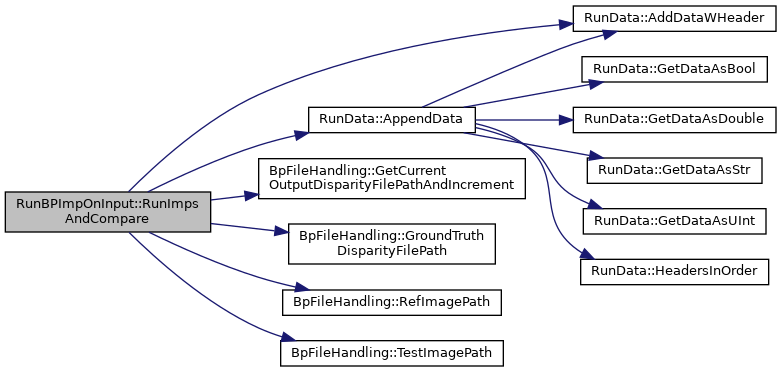 RunBPImpOnInput::RunImps
AndCompare
RunData::AddDataWHeader
RunData::AppendData
RunData::GetDataAsBool
RunData::GetDataAsDouble
RunData::GetDataAsStr
RunData::GetDataAsUInt
RunData::HeadersInOrder
BpFileHandling::GetCurrent
OutputDisparityFilePathAndIncrement
BpFileHandling::GroundTruth
DisparityFilePath
BpFileHandling::RefImagePath
BpFileHandling::TestImagePath